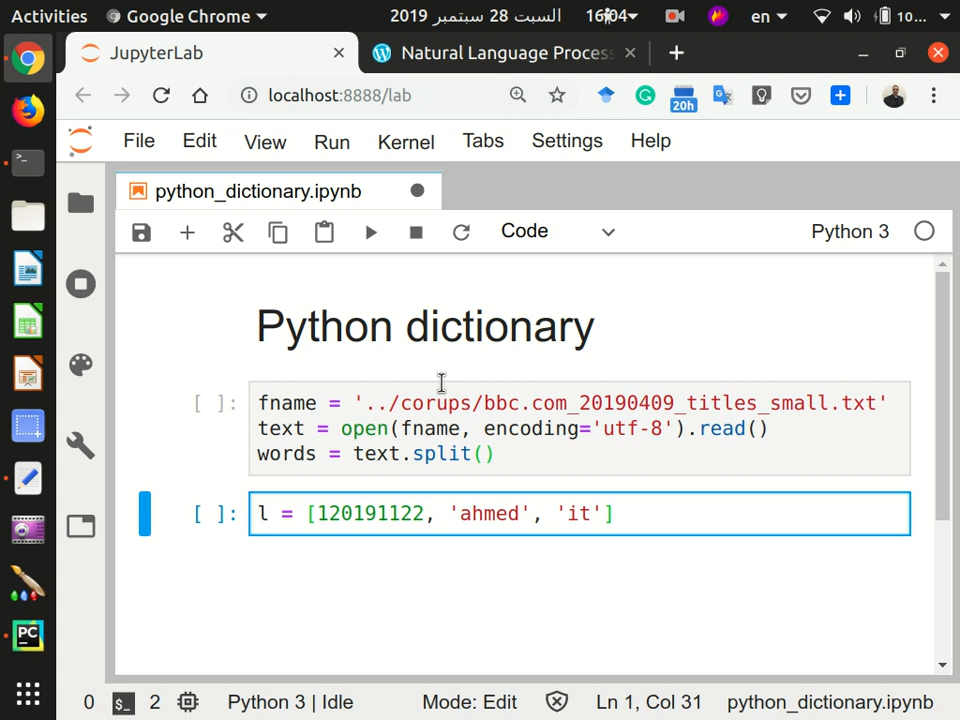 Activities
Google Chrome
السبت 28 سبتمبر 2019
en
10...
JupyterLab
Natural Language Process
localhost:8888/lab
20h
File Edit View Run Kernel Tabs Settings Help
python_dictionary.ipynb
Code
Python 3
Python dictionary
[ ]: fname = '../corups/bbc.com_20190409_titles_small.txt'
text = open(fname, encoding='utf-8').read()
words = text.split()
[ ]: l = [120191122, 'ahmed', 'it']
PC
0
2
Python 3 | Idle
Mode: Edit
Ln 1, Col 31
python_dictionary.ipynb